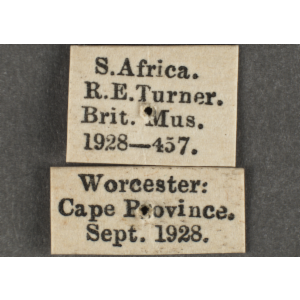 S.Africa.
R.E.Turner.
Brit. Mus.
1928—457.
Worcester:
Cape Province.
Sept. 1928.